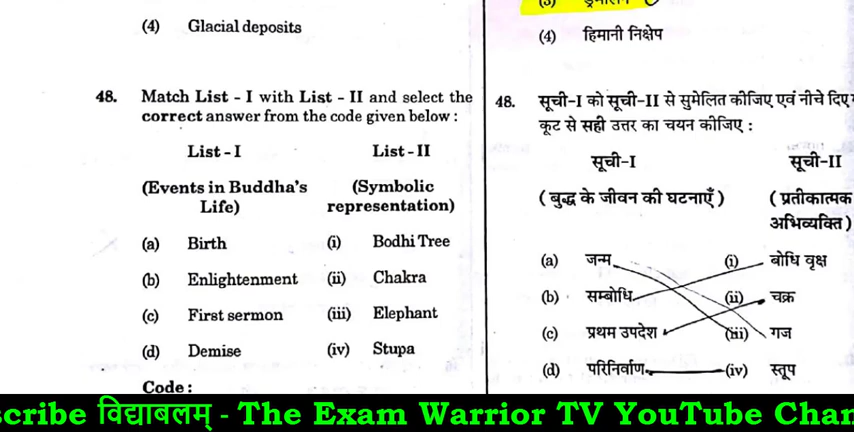 (4) Glacial deposits
48. Match List - I with List - II and select the
correct answer from the code given below :
List - I List - II
(Events in Buddha's (Symbolic
Life) representation)
(a) Birth (i) Bodhi Tree
(b) Enlightenment (ii) Chakra
(c) First sermon (iii) Elephant
(d) Demise (iv) Stupa
Code :
(3)
(4) हिमानी निक्षेप
48. सूची-I को सूची-II से सुमेलित कीजिए एवं नीचे दिए
कूट से सही उत्तर का चयन कीजिए :
सूची-I सूची-II
( बुद्ध के जीवन की घटनाएँ ) ( प्रतीकात्मक
अभिव्यक्ति )
(a) जन्म (i) बोधि वृक्ष
(b) सम्बोधि (ii) चक्र
(c) प्रथम उपदेश (iii) गज
(d) परिनिर्वाण (iv) स्तूप
scribe विद्याबलम् - The Exam Warrior TV YouTube Chan